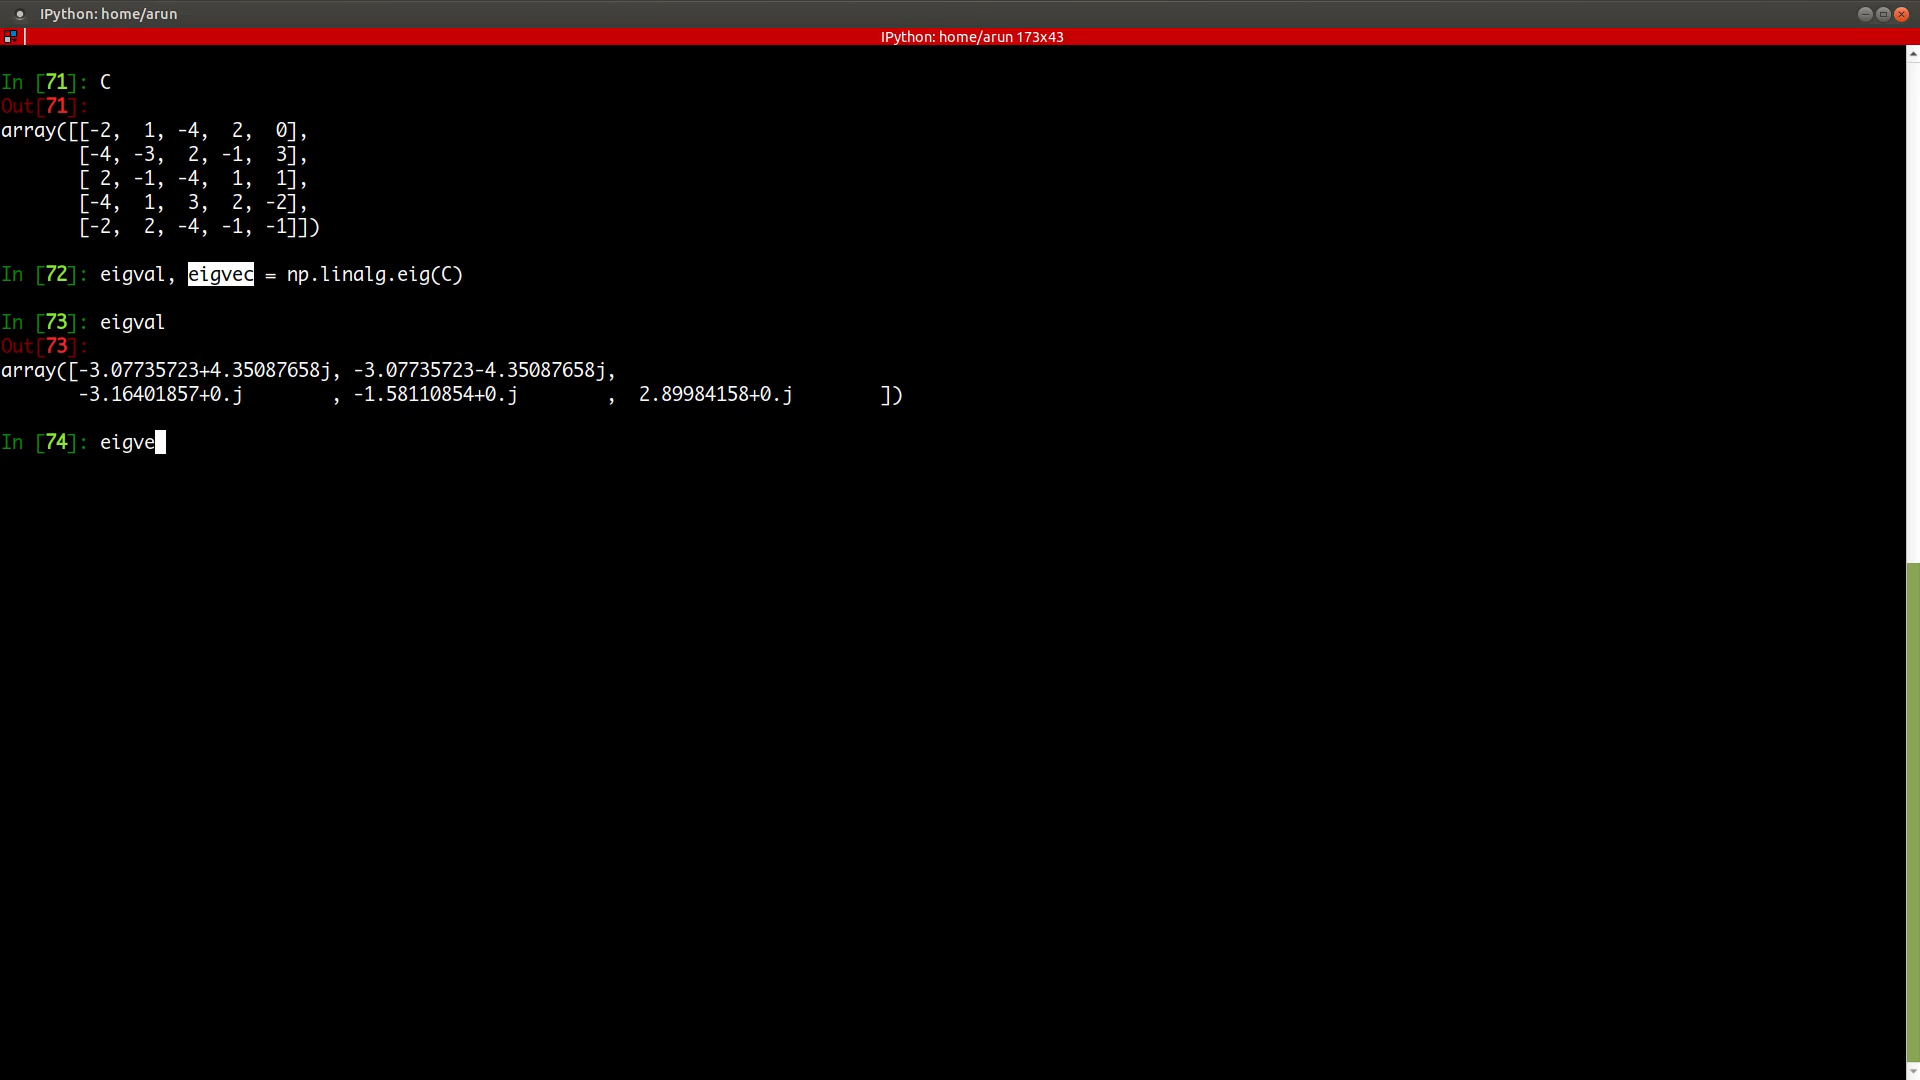 IPython: home/arun
IPython: home/arun 173x43
In [71]: C
Out[71]:
array([[-2,  1, -4,  2,  0],
       [-4, -3,  2, -1,  3],
       [ 2, -1, -4,  1,  1],
       [-4,  1,  3,  2, -2],
       [-2,  2, -4, -1, -1]])
In [72]: eigval, eigvec = np.linalg.eig(C)
In [73]: eigval
Out[73]:
array([-3.07735723+4.35087658j, -3.07735723-4.35087658j,
       -3.16401857+0.j        , -1.58110854+0.j        ,  2.89984158+0.j        ])
In [74]: eigve